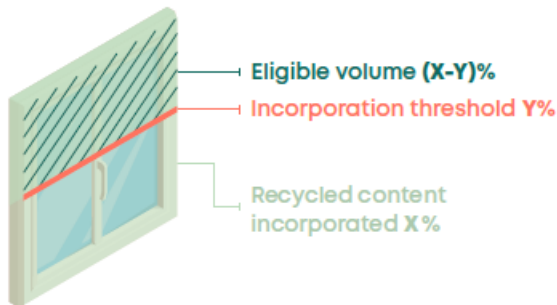 Eligible volume (X-Y)%
Incorporation threshold Y%
Recycled content
incorporated X%